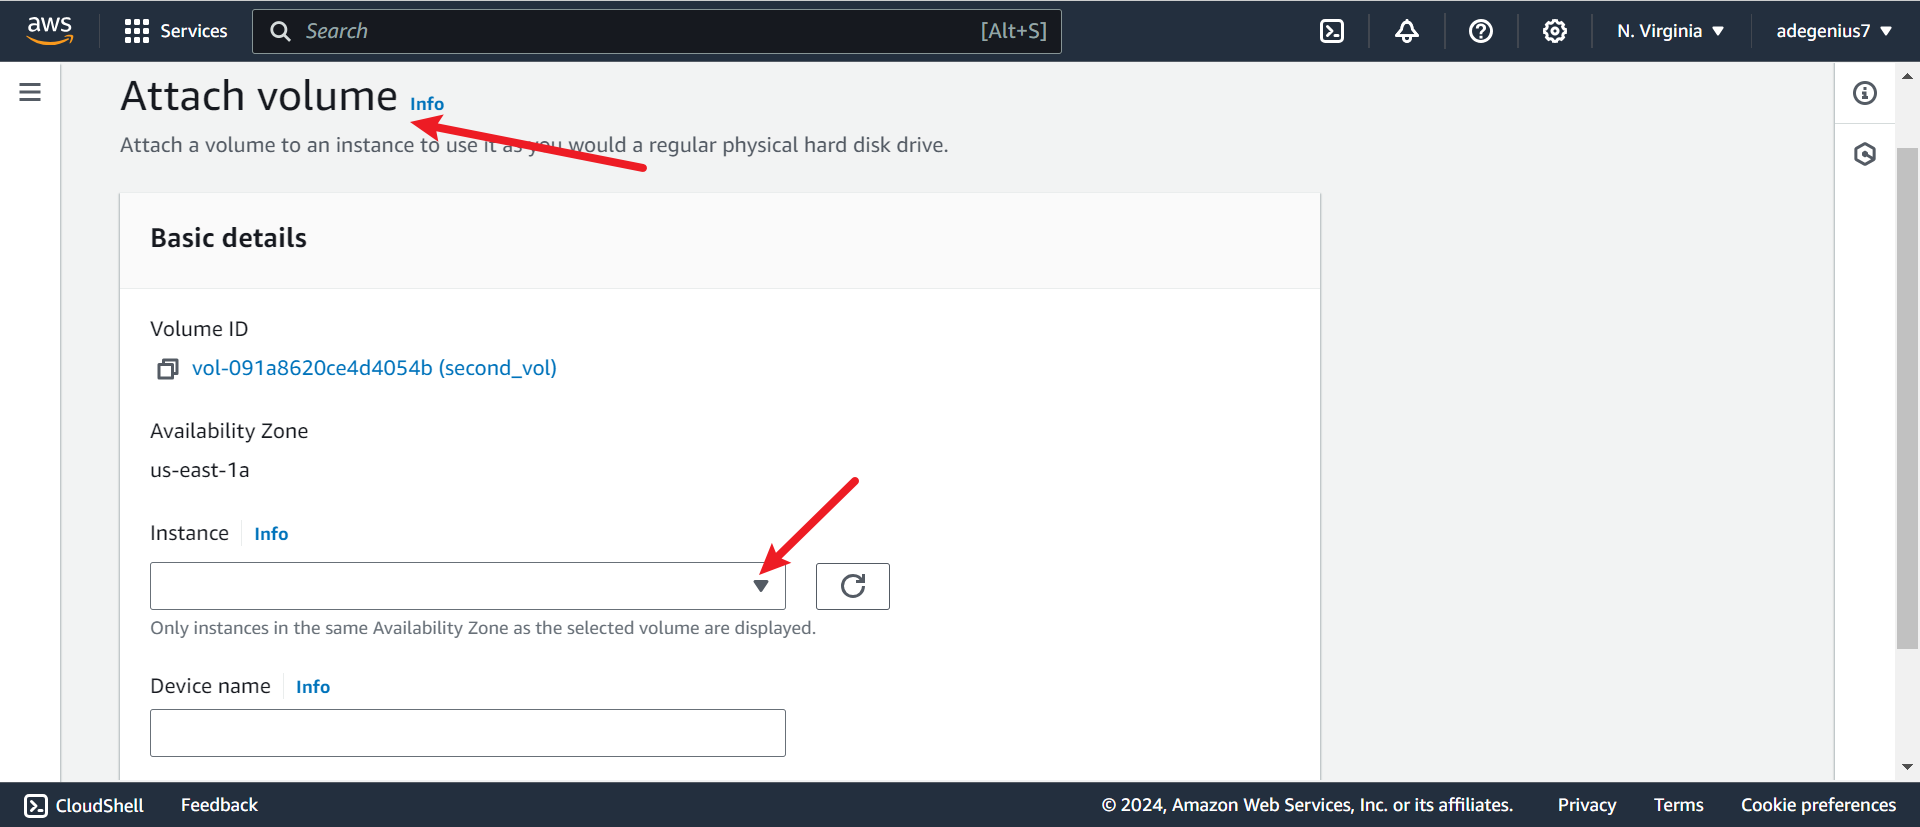 aws Services Search [Alt+S] N. Virginia adegenius7
Attach volume Info
Attach a volume to an instance to use it as you would a regular physical hard disk drive.
Basic details
Volume ID
vol-091a8620ce4d4054b (second_vol)
Availability Zone
us-east-1a
Instance Info
Only instances in the same Availability Zone as the selected volume are displayed.
Device name Info
CloudShell Feedback © 2024, Amazon Web Services, Inc. or its affiliates. Privacy Terms Cookie preferences